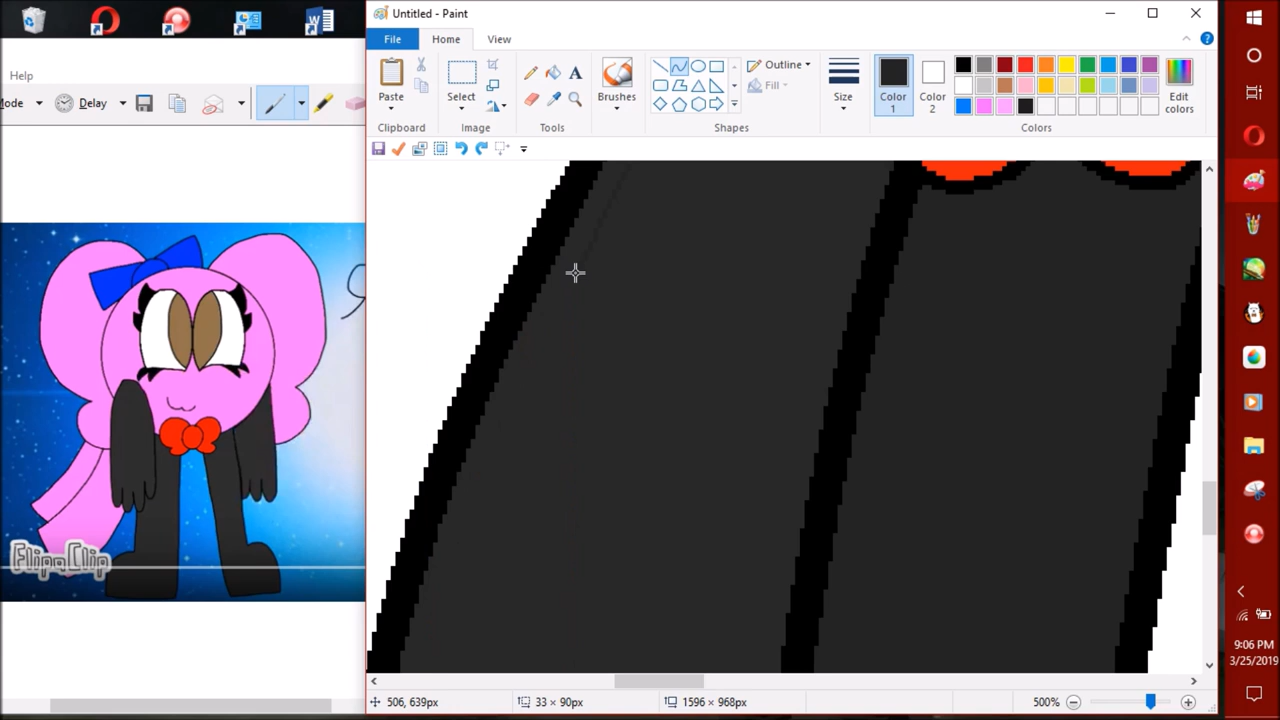 Untitled - Paint
File
Home
View
Help
Mode
Delay
Paste
Select
Brushes
Outline
Fill
Size
Color 1
Color 2
Edit colors
Clipboard
Image
Tools
Shapes
Colors
FlipaClip
506, 639px
33 × 90px
1596 × 968px
500%
9:06 PM
3/25/2019